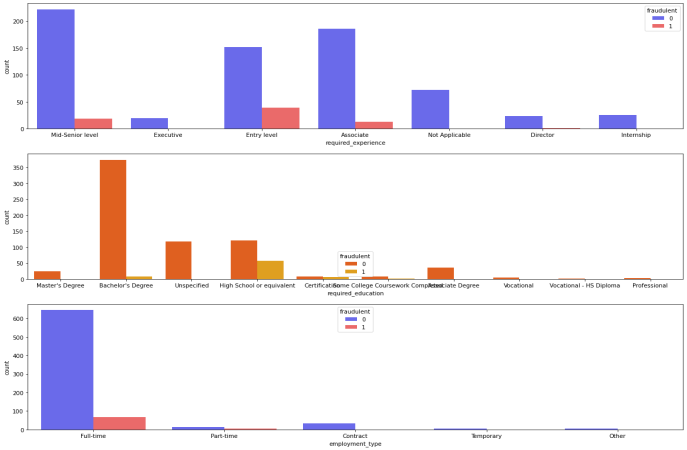 fraudulent
0
1
200
150
100
50
0
count
Mid-Senior level Executive Entry level Associate Not Applicable Director Internship
required_experience
350
300
250
200
150
100
50
0
count
fraudulent
0
1
Master's Degree Bachelor's Degree Unspecified High School or equivalent Certification Some College Coursework Completed Associate Degree Vocational Vocational - HS Diploma Professional
required_education
fraudulent
0
1
600
500
400
300
200
100
0
count
Full-time Part-time Contract Temporary Other
employment_type